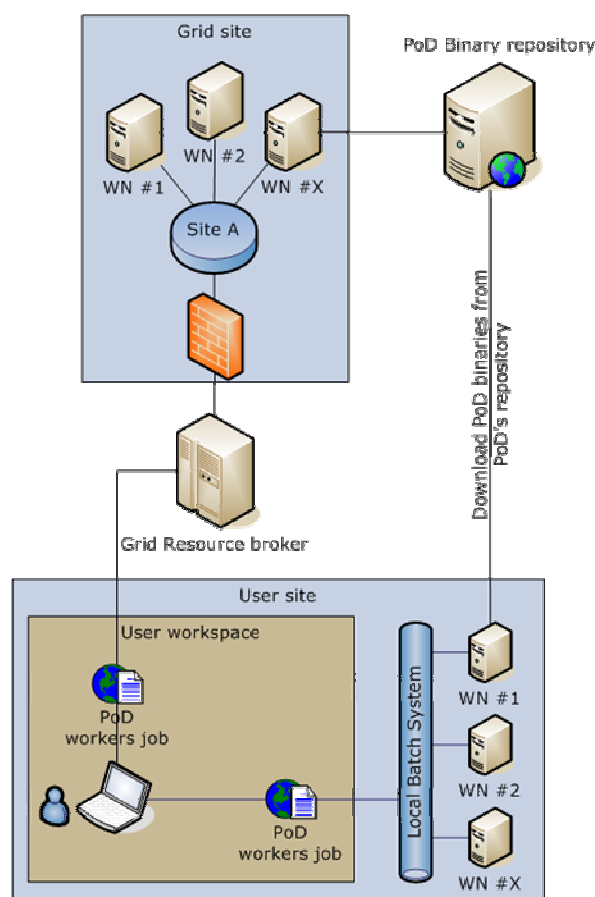 Grid site
PoD Binary repository
WN #1
WN #2
WN #X
Site A
Download PoD binaries from
PoD's repository
Grid Resource broker
User site
User workspace
PoD
workers job
PoD
workers job
Local Batch System
WN #1
WN #2
WN #X